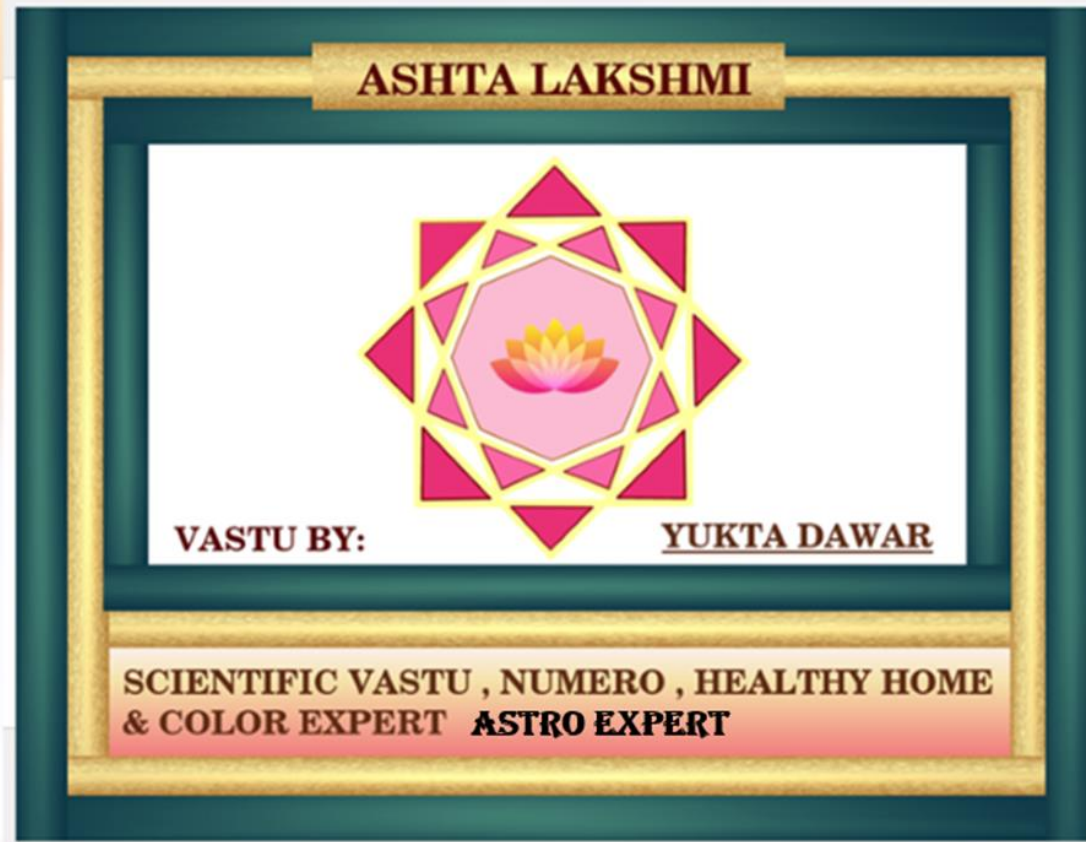 ASHTA LAKSHMI
VASTU BY: YUKTA DAWAR
SCIENTIFIC VASTU , NUMERO , HEALTHY HOME
& COLOR EXPERT ASTRO EXPERT